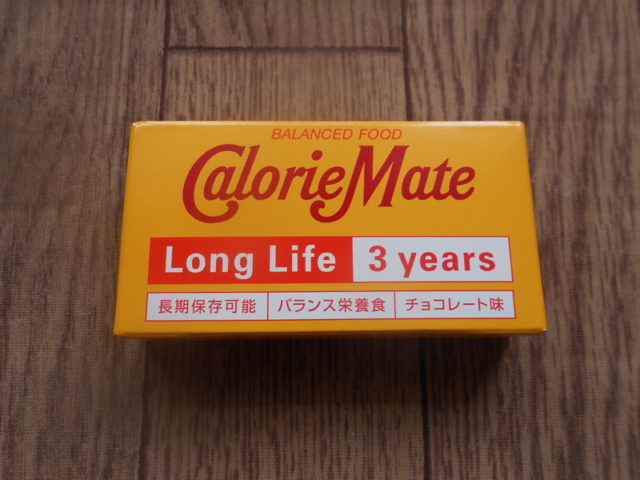 BALANCED FOOD
CalorieMate
Long Life 3 years
長期保存可能 バランス栄養食 チョコレート味